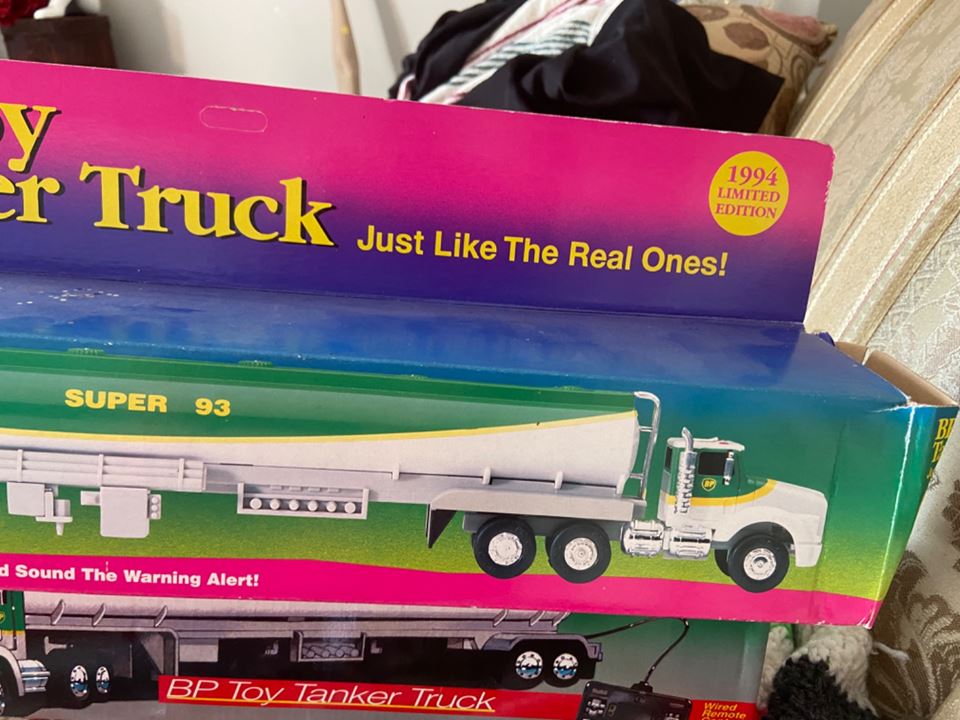 Truck
Just Like The Real Ones!
1994
LIMITED
EDITION
SUPER 93
BP
Sound The Warning Alert!
BP Toy Tanker Truck
Wired
Remote